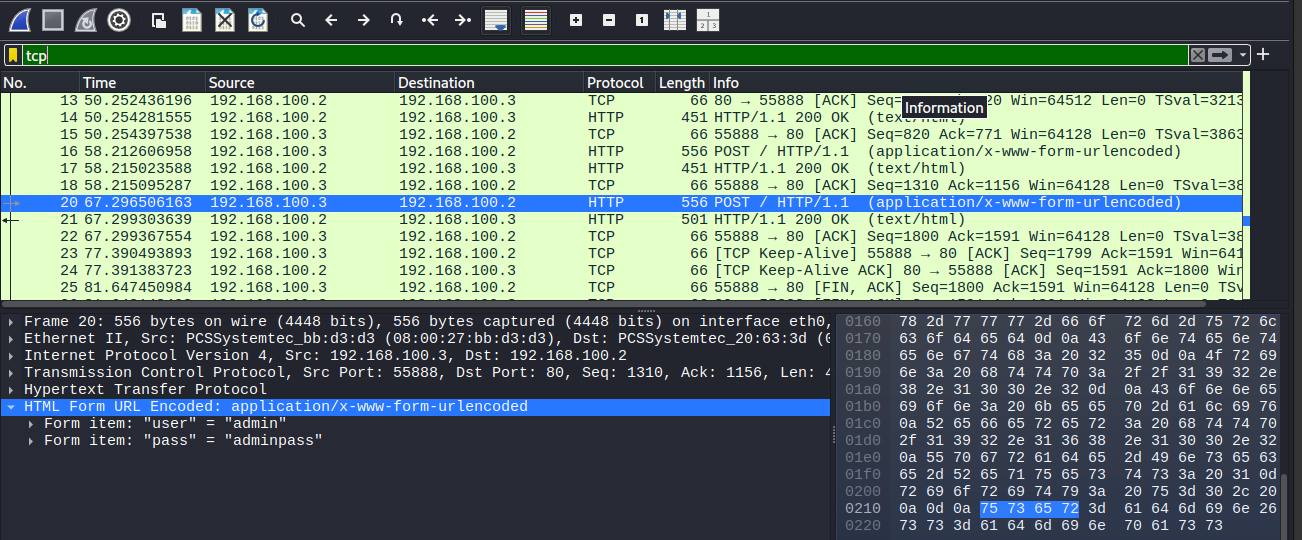 tcp
No. Time Source Destination Protocol Length Info
13 50.252436196 192.168.100.2 192.168.100.3 TCP 66 80 → 55888 [ACK] Seq= 20 Win=64512 Len=0 TSval=3213
Information
14 50.254281555 192.168.100.2 192.168.100.3 HTTP 451 HTTP/1.1 200 OK (text/html)
15 50.254397538 192.168.100.3 192.168.100.2 TCP 66 55888 → 80 [ACK] Seq=820 Ack=771 Win=64128 Len=0 TSval=3863
16 58.212606958 192.168.100.3 192.168.100.2 HTTP 556 POST / HTTP/1.1 (application/x-www-form-urlencoded)
17 58.215023588 192.168.100.2 192.168.100.3 HTTP 451 HTTP/1.1 200 OK (text/html)
18 58.215095287 192.168.100.3 192.168.100.2 TCP 66 55888 → 80 [ACK] Seq=1310 Ack=1156 Win=64128 Len=0 TSval=38
20 67.296506163 192.168.100.3 192.168.100.2 HTTP 556 POST / HTTP/1.1 (application/x-www-form-urlencoded)
21 67.299303639 192.168.100.2 192.168.100.3 HTTP 501 HTTP/1.1 200 OK (text/html)
22 67.299367554 192.168.100.3 192.168.100.2 TCP 66 55888 → 80 [ACK] Seq=1800 Ack=1591 Win=64128 Len=0 TSval=38
23 77.390493893 192.168.100.3 192.168.100.2 TCP 66 [TCP Keep-Alive] 55888 → 80 [ACK] Seq=1799 Ack=1591 Win=641
24 77.391383723 192.168.100.2 192.168.100.3 TCP 66 [TCP Keep-Alive ACK] 80 → 55888 [ACK] Seq=1591 Ack=1800 Win
25 81.647450984 192.168.100.3 192.168.100.2 TCP 66 55888 → 80 [FIN, ACK] Seq=1800 Ack=1591 Win=64128 Len=0 TSv
Frame 20: 556 bytes on wire (4448 bits), 556 bytes captured (4448 bits) on interface eth0,
Ethernet II, Src: PCSSystemtec_bb:d3:d3 (08:00:27:bb:d3:d3), Dst: PCSSystemtec_20:63:3d (0
Internet Protocol Version 4, Src: 192.168.100.3, Dst: 192.168.100.2
Transmission Control Protocol, Src Port: 55888, Dst Port: 80, Seq: 1310, Ack: 1156, Len: 4
Hypertext Transfer Protocol
HTML Form URL Encoded: application/x-www-form-urlencoded
Form item: "user" = "admin"
Form item: "pass" = "adminpass"
0160 78 2d 77 77 77 2d 66 6f 72 6d 2d 75 72 6c
0170 63 6f 64 65 64 0d 0a 43 6f 6e 74 65 6e 74
0180 65 6e 67 74 68 3a 20 32 35 0d 0a 4f 72 69
0190 6e 3a 20 68 74 74 70 3a 2f 2f 31 39 32 2e
01a0 38 2e 31 30 30 2e 32 0d 0a 43 6f 6e 6e 65
01b0 69 6f 6e 3a 20 6b 65 65 70 2d 61 6c 69 76
01c0 0a 52 65 66 65 72 65 72 3a 20 68 74 74 70
01d0 2f 31 39 32 2e 31 36 38 2e 31 30 30 2e 32
01e0 0a 55 70 67 72 61 64 65 2d 49 6e 73 65 63
01f0 65 2d 52 65 71 75 65 73 74 73 3a 20 31 0d
0200 72 69 6f 72 69 74 79 3a 20 75 3d 30 2c 20
0210 0a 0d 0a 75 73 65 72 3d 61 64 6d 69 6e 26
0220 73 73 3d 61 64 6d 69 6e 70 61 73 73